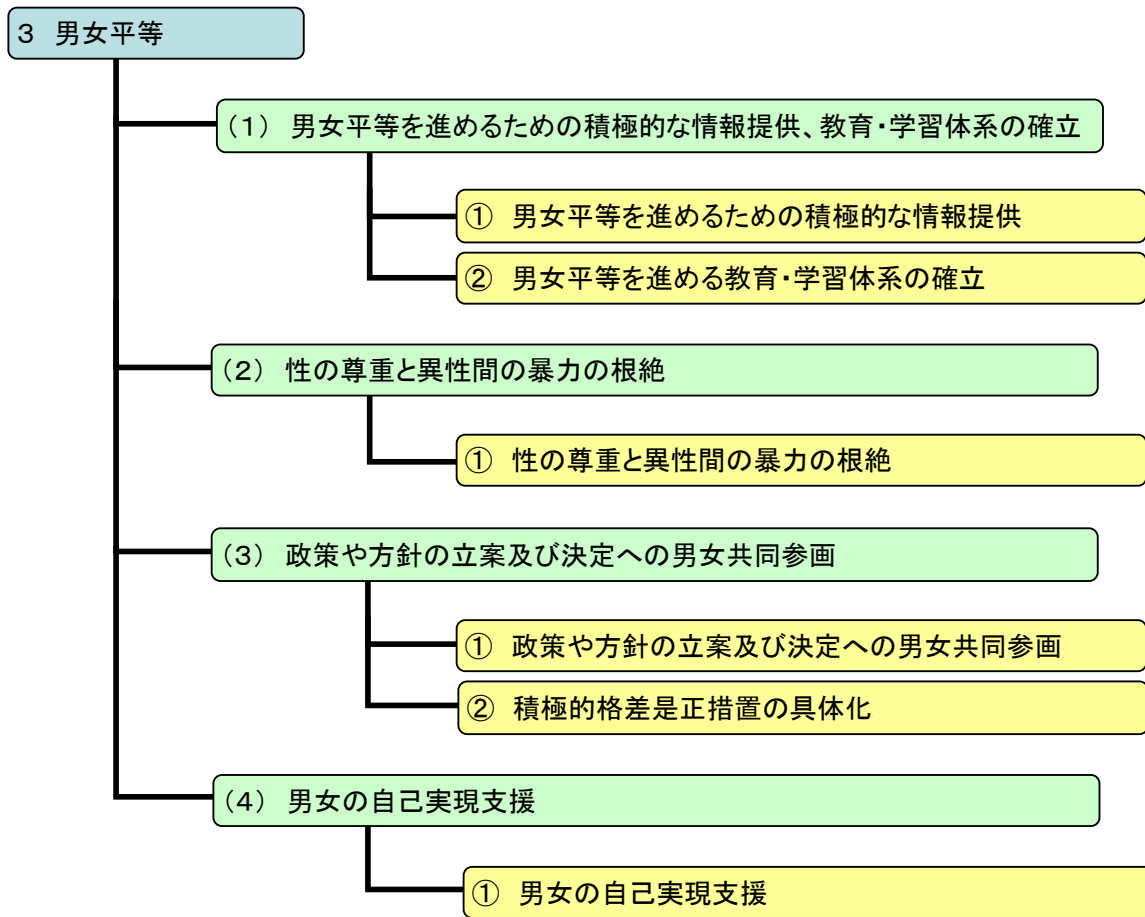 ３ 男女平等
（１） 男女平等を進めるための積極的な情報提供、教育・学習体系の確立
① 男女平等を進めるための積極的な情報提供
② 男女平等を進める教育・学習体系の確立
（２） 性の尊重と異性間の暴力の根絶
① 性の尊重と異性間の暴力の根絶
（３） 政策や方針の立案及び決定への男女共同参画
① 政策や方針の立案及び決定への男女共同参画
② 積極的格差是正措置の具体化
（４） 男女の自己実現支援
① 男女の自己実現支援